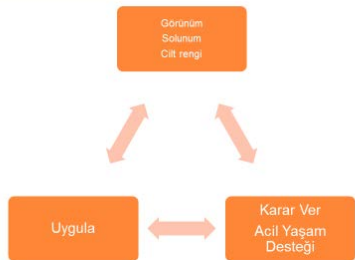 Görünüm
Solunum
Cilt rengi
Uygula
Karar Ver
Acil Yaşam
Desteği